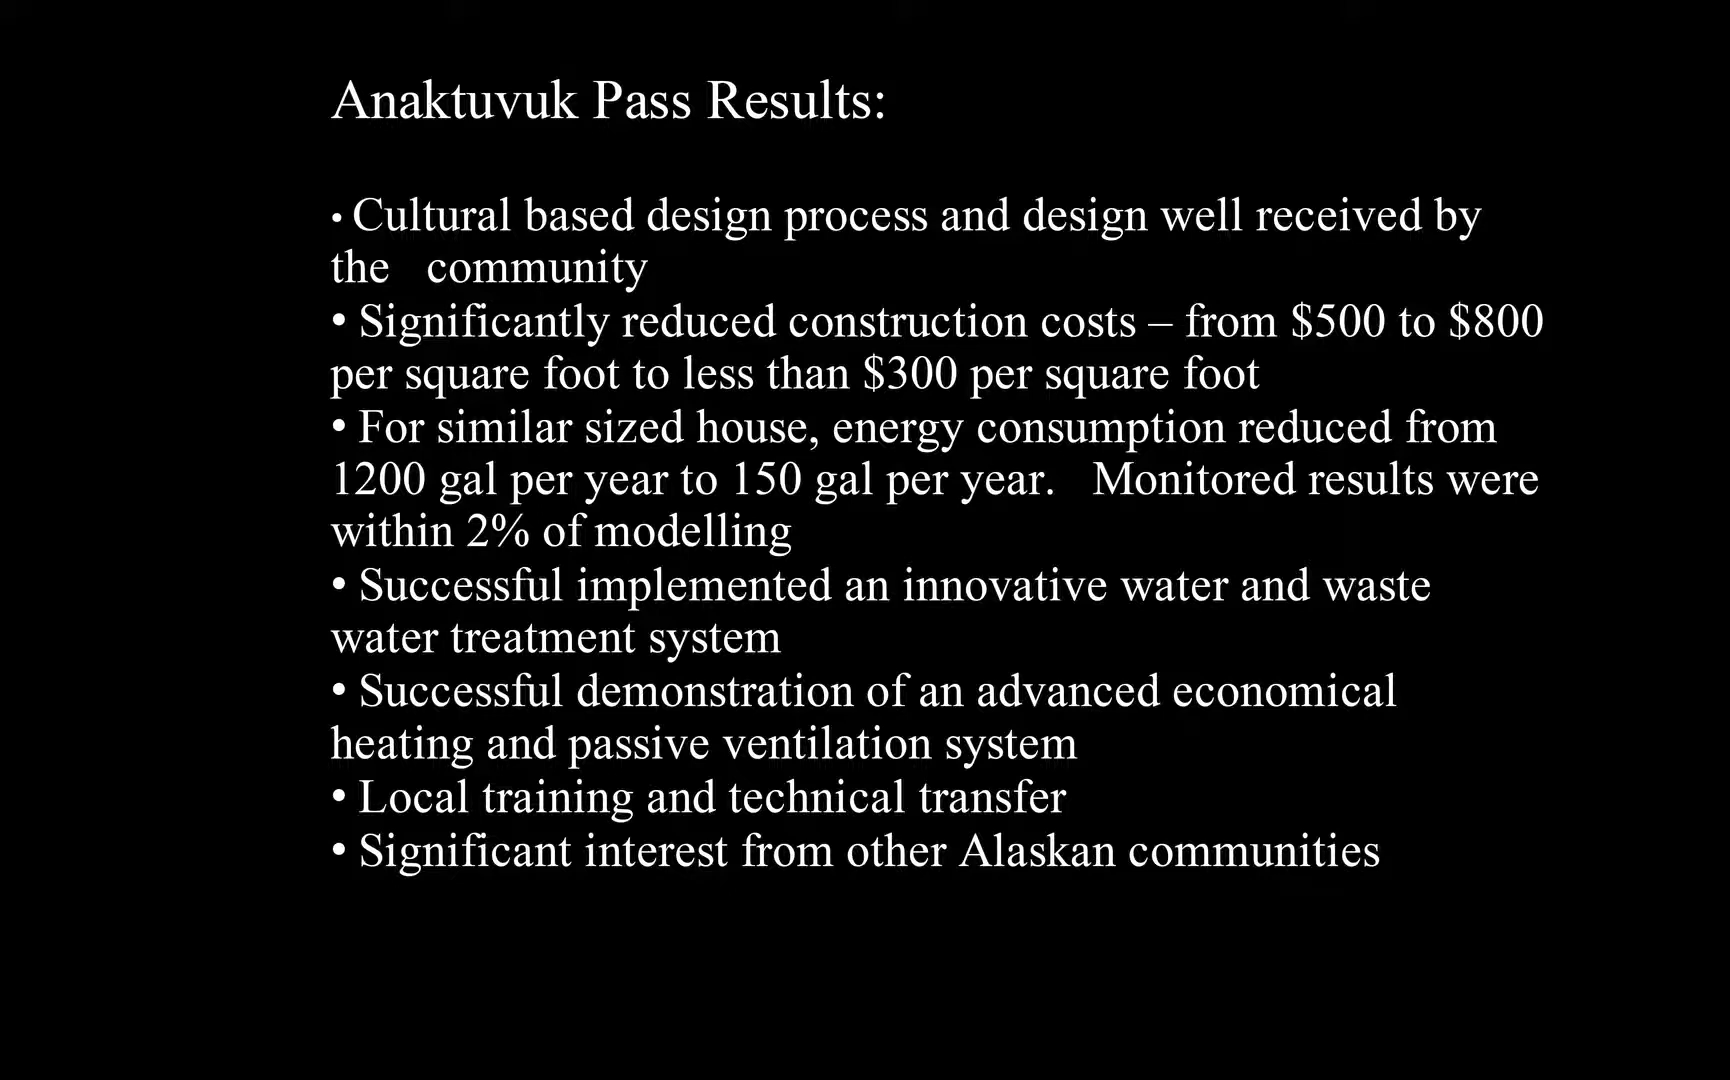 Anaktuvuk Pass Results:
• Cultural based design process and design well received by
the community
• Significantly reduced construction costs – from $500 to $800
per square foot to less than $300 per square foot
• For similar sized house, energy consumption reduced from
1200 gal per year to 150 gal per year. Monitored results were
within 2% of modelling
• Successful implemented an innovative water and waste
water treatment system
• Successful demonstration of an advanced economical
heating and passive ventilation system
• Local training and technical transfer
• Significant interest from other Alaskan communities